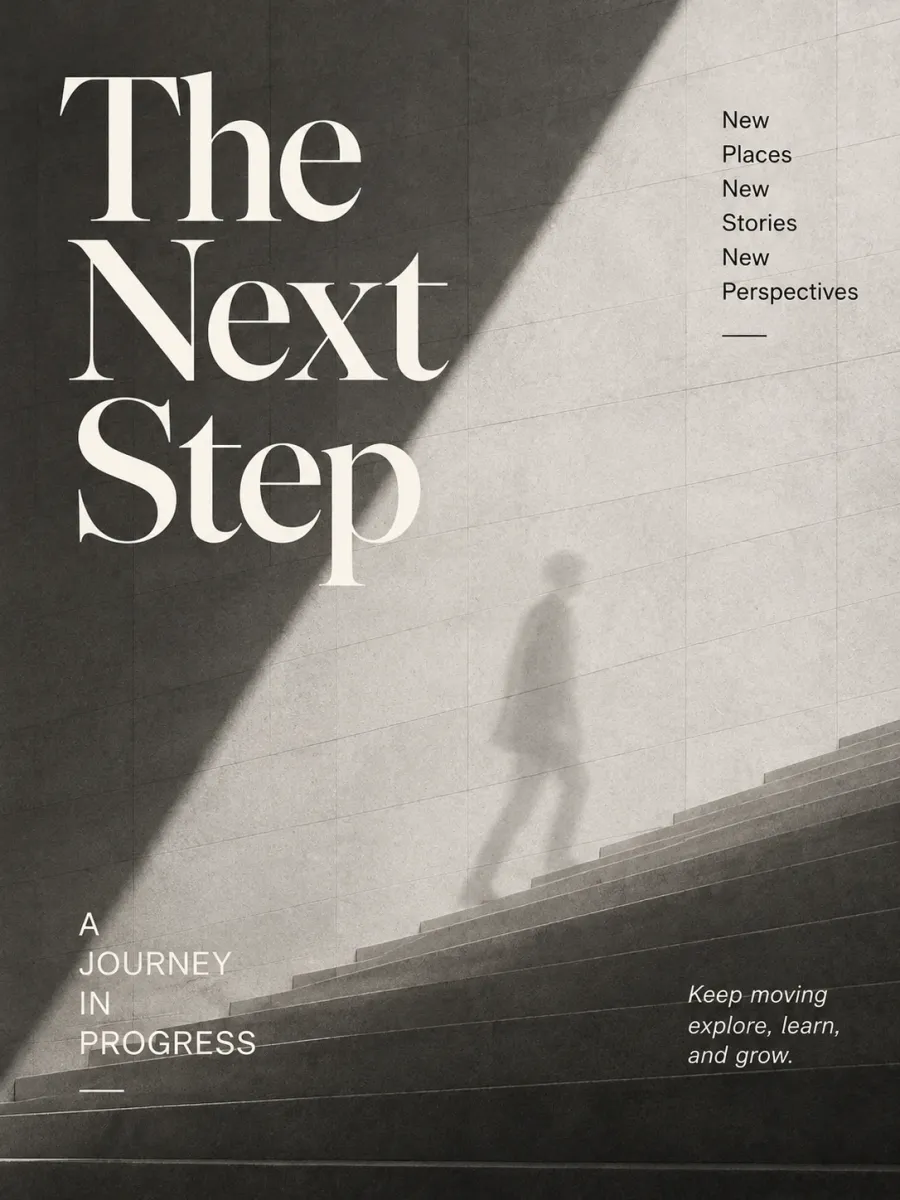 The
Next
Step
New
Places
New
Stories
New
Perspectives
A
JOURNEY
IN
PROGRESS
Keep moving
explore, learn,
and grow.